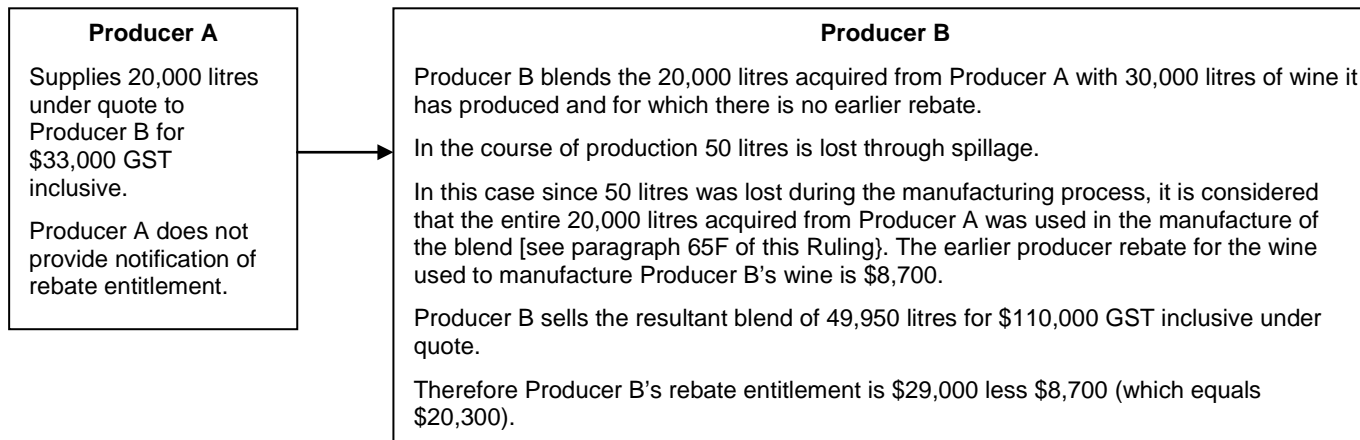 Producer A
Supplies 20,000 litres
under quote to
Producer B for
$33,000 GST
inclusive.
Producer A does not
provide notification of
rebate entitlement.
Producer B
Producer B blends the 20,000 litres acquired from Producer A with 30,000 litres of wine it
has produced and for which there is no earlier rebate.
In the course of production 50 litres is lost through spillage.
In this case since 50 litres was lost during the manufacturing process, it is considered
that the entire 20,000 litres acquired from Producer A was used in the manufacture of
the blend [see paragraph 65F of this Ruling}. The earlier producer rebate for the wine
used to manufacture Producer B's wine is $8,700.
Producer B sells the resultant blend of 49,950 litres for $110,000 GST inclusive under
quote.
Therefore Producer B's rebate entitlement is $29,000 less $8,700 (which equals
$20,300).